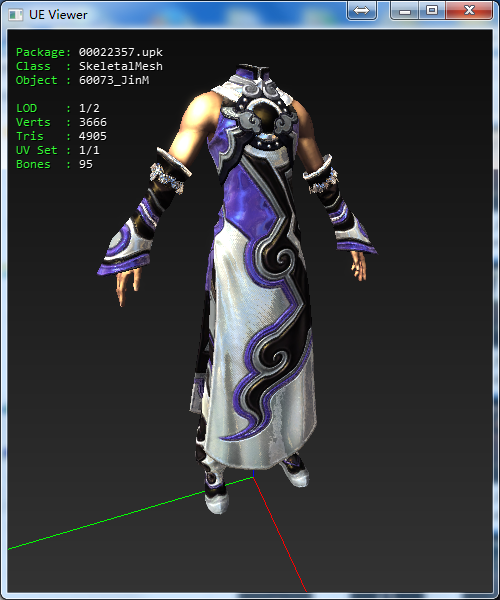 UE Viewer
Package: 00022357.upk
Class : SkeletalMesh
Object : 60073_JinM
LOD : 1/2
Verts : 3666
Tris : 4905
UV Set : 1/1
Bones : 95